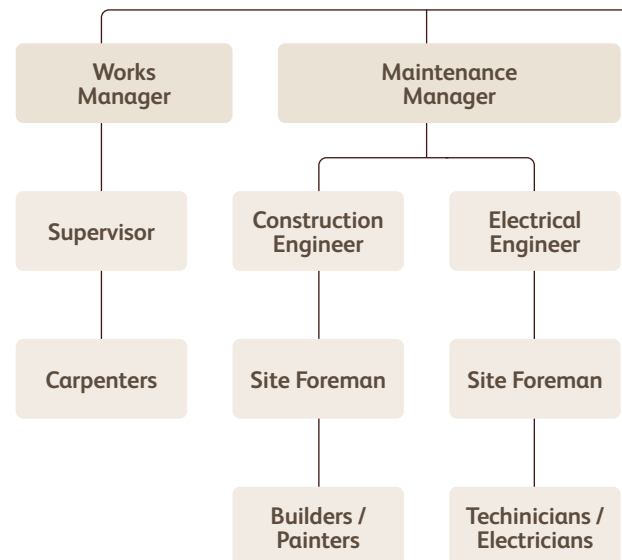 Works
Manager
Maintenance
Manager
Supervisor
Construction
Engineer
Electrical
Engineer
Carpenters
Site Foreman
Site Foreman
Builders /
Painters
Techinicians /
Electricians